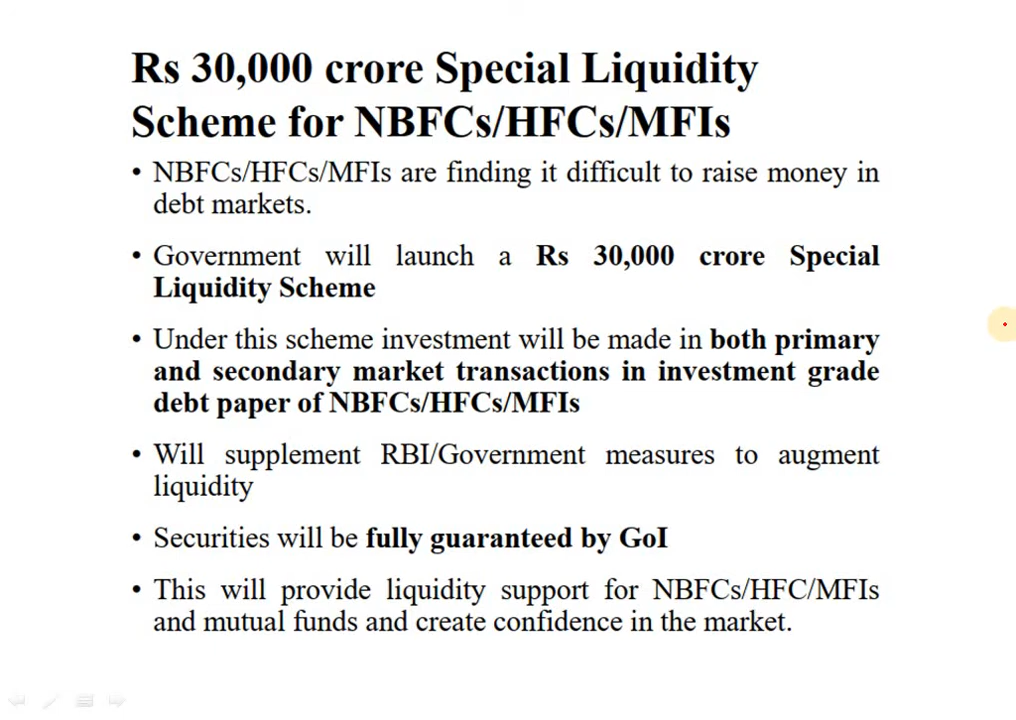 Rs 30,000 crore Special Liquidity
Scheme for NBFCs/HFCs/MFIs
• NBFCs/HFCs/MFIs are finding it difficult to raise money in
debt markets.
• Government will launch a Rs 30,000 crore Special
Liquidity Scheme
• Under this scheme investment will be made in both primary
and secondary market transactions in investment grade
debt paper of NBFCs/HFCs/MFIs
• Will supplement RBI/Government measures to augment
liquidity
• Securities will be fully guaranteed by GoI
• This will provide liquidity support for NBFCs/HFC/MFIs
and mutual funds and create confidence in the market.